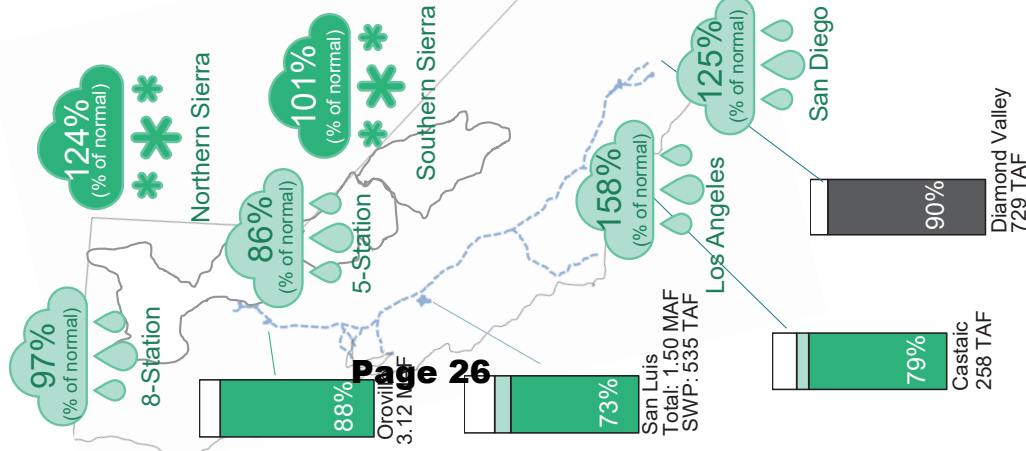 124%
(% of normal)
Northern Sierra
101%
(% of normal)
Southern Sierra
125%
(% of normal)
San Diego
97%
(% of normal)
8-Station
86%
(% of normal)
5-Station
158%
(% of normal)
Los Angeles
90%
Diamond Valley
729 TAF
88%
Oroville
3.12 MAF
73%
San Luis
Total: 1.50 MAF
SWP: 535 TAF
79%
Castaic
258 TAF
Page 26